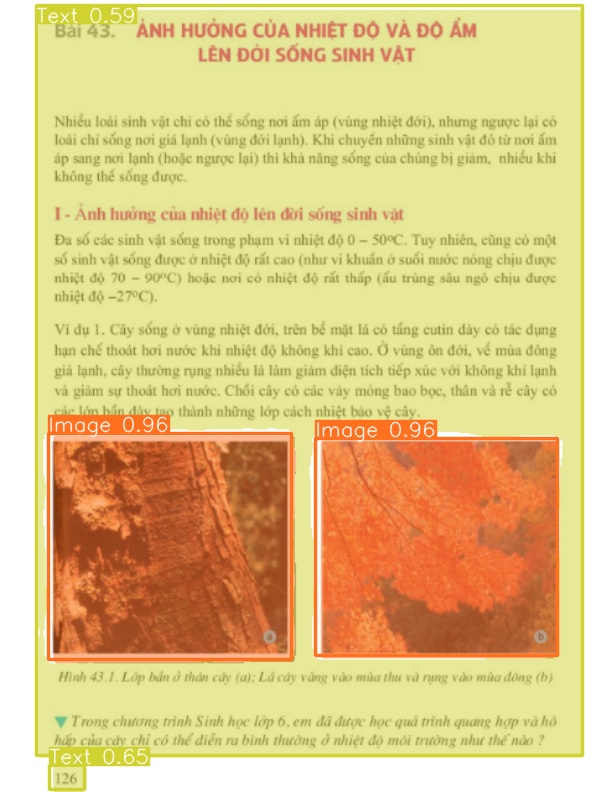 Text 0.59
Bài 43. ẢNH HƯỞNG CỦA NHIỆT ĐỘ VÀ ĐỘ ẨM
LÊN ĐỜI SỐNG SINH VẬT
Nhiều loài sinh vật chỉ có thể sống nơi ấm áp (vùng nhiệt đới), nhưng ngược lại có
loài chỉ sống nơi giá lạnh (vùng đới lạnh). Khi chuyển những sinh vật đó từ nơi ấm
áp sang nơi lạnh (hoặc ngược lại) thì khả năng sống của chúng bị giảm, nhiều khi
không thể sống được.
I - Ảnh hưởng của nhiệt độ lên đời sống sinh vật
Đa số các sinh vật sống trong phạm vi nhiệt độ 0 – 50ºC. Tuy nhiên, cũng có một
số sinh vật sống được ở nhiệt độ rất cao (như vi khuẩn ở suối nước nóng chịu được
nhiệt độ 70 – 90ºC) hoặc nơi có nhiệt độ rất thấp (ấu trùng sâu ngô chịu được
nhiệt độ –27ºC).
Ví dụ 1. Cây sống ở vùng nhiệt đới, trên bề mặt lá có tầng cutin dày có tác dụng
hạn chế thoát hơi nước khi nhiệt độ không khí cao. Ở vùng ôn đới, về mùa đông
giá lạnh, cây thường rụng nhiều lá làm giảm diện tích tiếp xúc với không khí lạnh
và giảm sự thoát hơi nước. Chồi cây có các vảy mỏng bao bọc, thân và rễ cây có
các lớp bần dày tạo thành những lớp cách nhiệt bảo vệ cây.
Image 0.96
Image 0.96
a
b
Hình 43.1. Lớp bần ở thân cây (a); Lá cây vàng vào mùa thu và rụng vào mùa đông (b)
▼ Trong chương trình Sinh học lớp 6, em đã được học quá trình quang hợp và hô
hấp của cây chỉ có thể diễn ra bình thường ở nhiệt độ môi trường như thế nào ?
Text 0.65
126